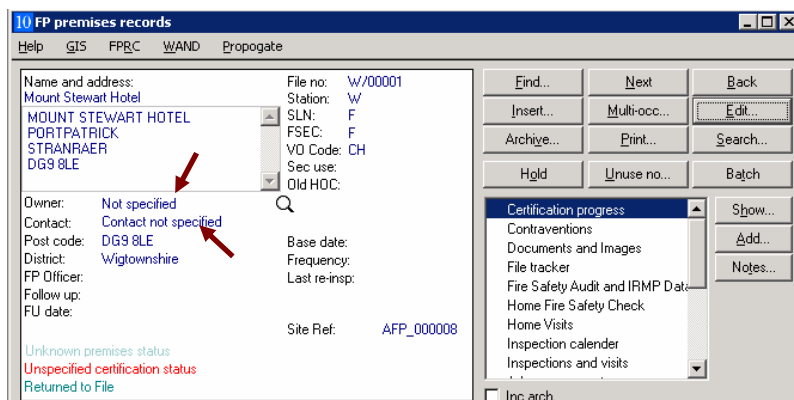 10 FP premises records
Help GIS FPRC WAND Propogate
Name and address:
Mount Stewart Hotel
MOUNT STEWART HOTEL
PORTPATRICK
STRANRAER
DG9 8LE
File no: W/00001
Station: W
SLN: F
FSEC: F
VO Code: CH
Sec use:
Old HOC:
Owner: Not specified
Contact: Contact not specified
Post code: DG9 8LE
District: Wigtownshire
FP Officer:
Follow up:
FU date:
Base date:
Frequency:
Last re-insp:
Site Ref: AFP_000008
Unknown premises status
Unspecified certification status
Returned to File
Find... Next Back
Insert... Multi-occ... Edit...
Archive... Print... Search...
Hold Unuse no... Batch
Certification progress
Contraventions
Documents and Images
File tracker
Fire Safety Audit and IRMP Data
Home Fire Safety Check
Home Visits
Inspection calender
Inspections and visits
Show...
Add...
Notes...
Inc arch